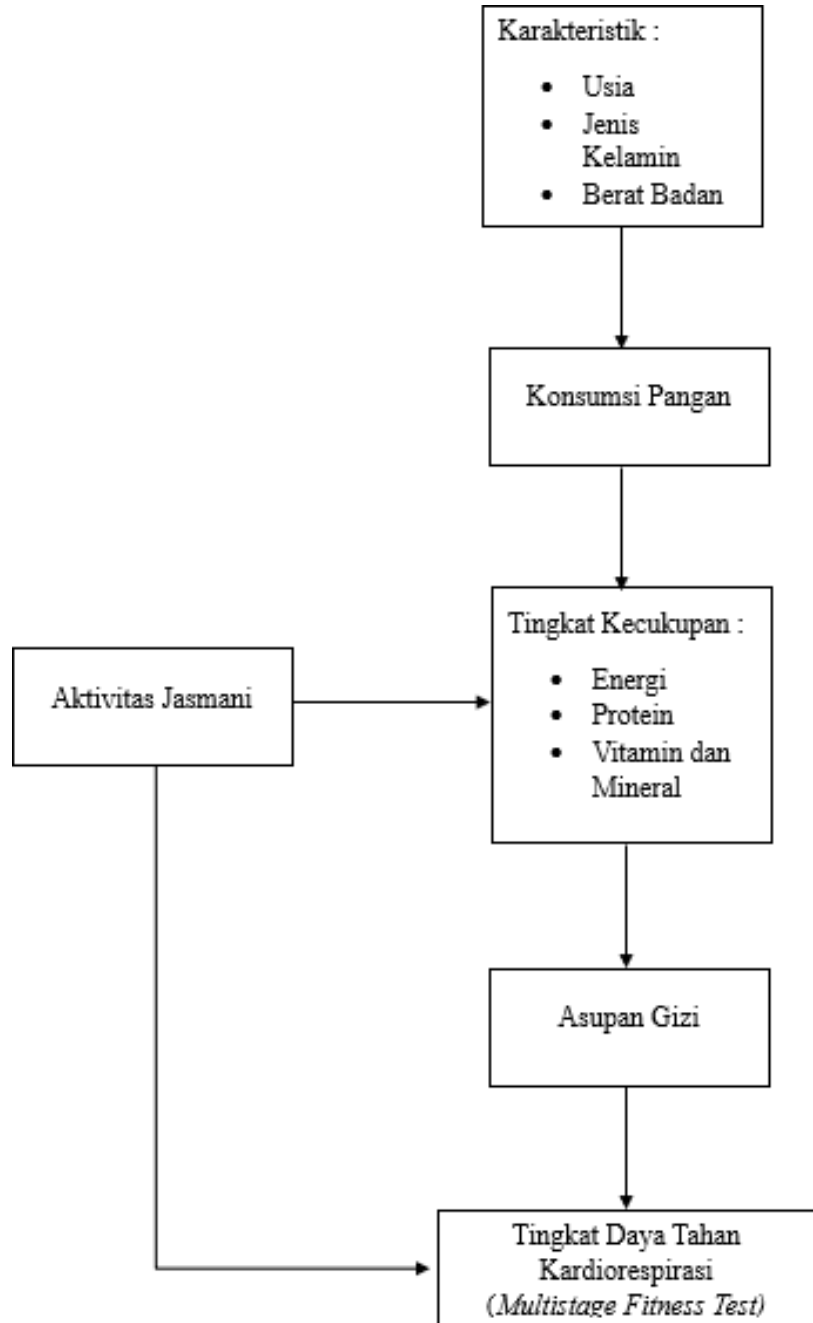 Karakteristik :
• Usia
• Jenis
Kelamin
• Berat Badan
Konsumsi Pangan
Tingkat Kecukupan :
• Energi
• Protein
• Vitamin dan
Mineral
Aktivitas Jasmani
Asupan Gizi
Tingkat Daya Tahan
Kardiorespirasi
(Multistage Fitness Test)